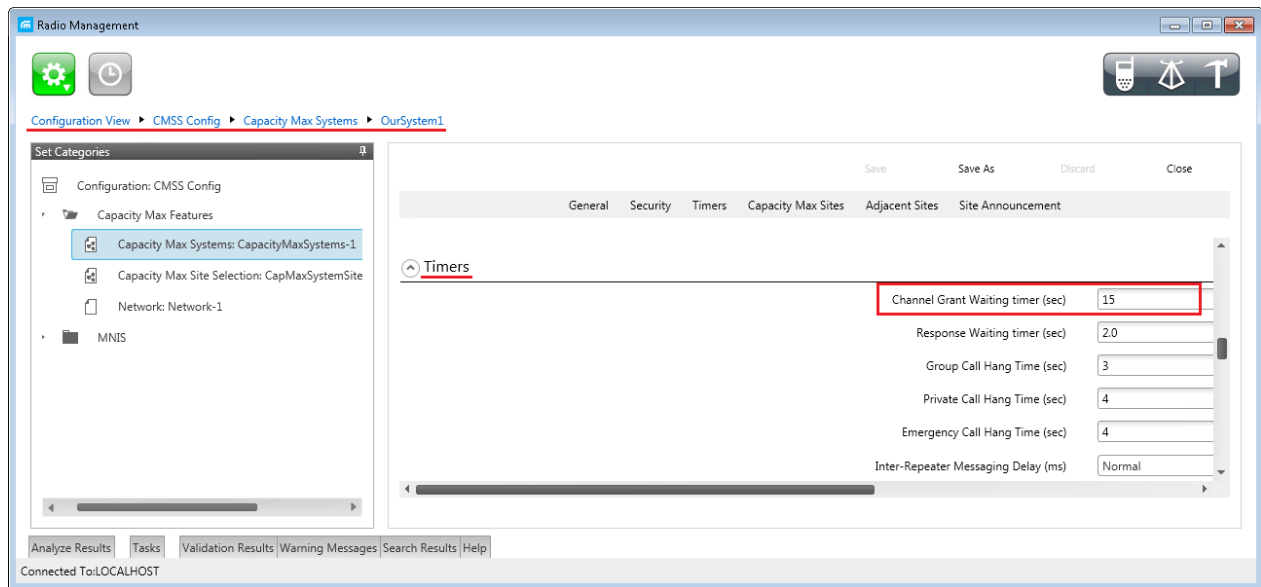 Radio Management
Configuration View CMSS Config Capacity Max Systems OurSystem1
Set Categories
Configuration: CMSS Config
Capacity Max Features
Capacity Max Systems: CapacityMaxSystems-1
Capacity Max Site Selection: CapMaxSystemSite
Network: Network-1
MNIS
Save Save As Discard Close
General Security Timers Capacity Max Sites Adjacent Sites Site Announcement
Timers
Channel Grant Waiting timer (sec) 15
Response Waiting timer (sec) 2.0
Group Call Hang Time (sec) 3
Private Call Hang Time (sec) 4
Emergency Call Hang Time (sec) 4
Inter-Repeater Messaging Delay (ms) Normal
Analyze Results Tasks Validation Results Warning Messages Search Results Help
Connected To:LOCALHOST